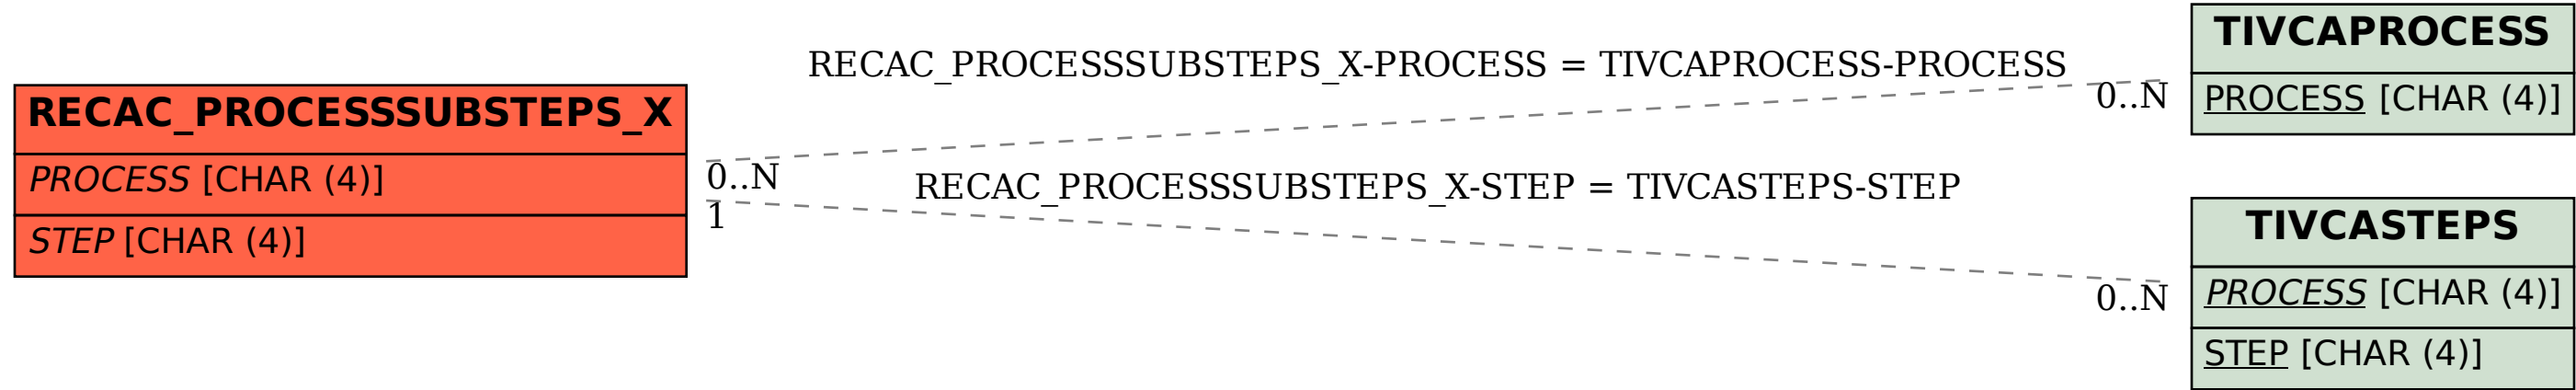 RECAC_PROCESSSUBSTEPS_X
PROCESS [CHAR (4)]
STEP [CHAR (4)]
RECAC_PROCESSSUBSTEPS_X-PROCESS = TIVCAPROCESS-PROCESS
0..N
0..N
RECAC_PROCESSSUBSTEPS_X-STEP = TIVCASTEPS-STEP
1
0..N
TIVCAPROCESS
PROCESS [CHAR (4)]
TIVCASTEPS
PROCESS [CHAR (4)]
STEP [CHAR (4)]